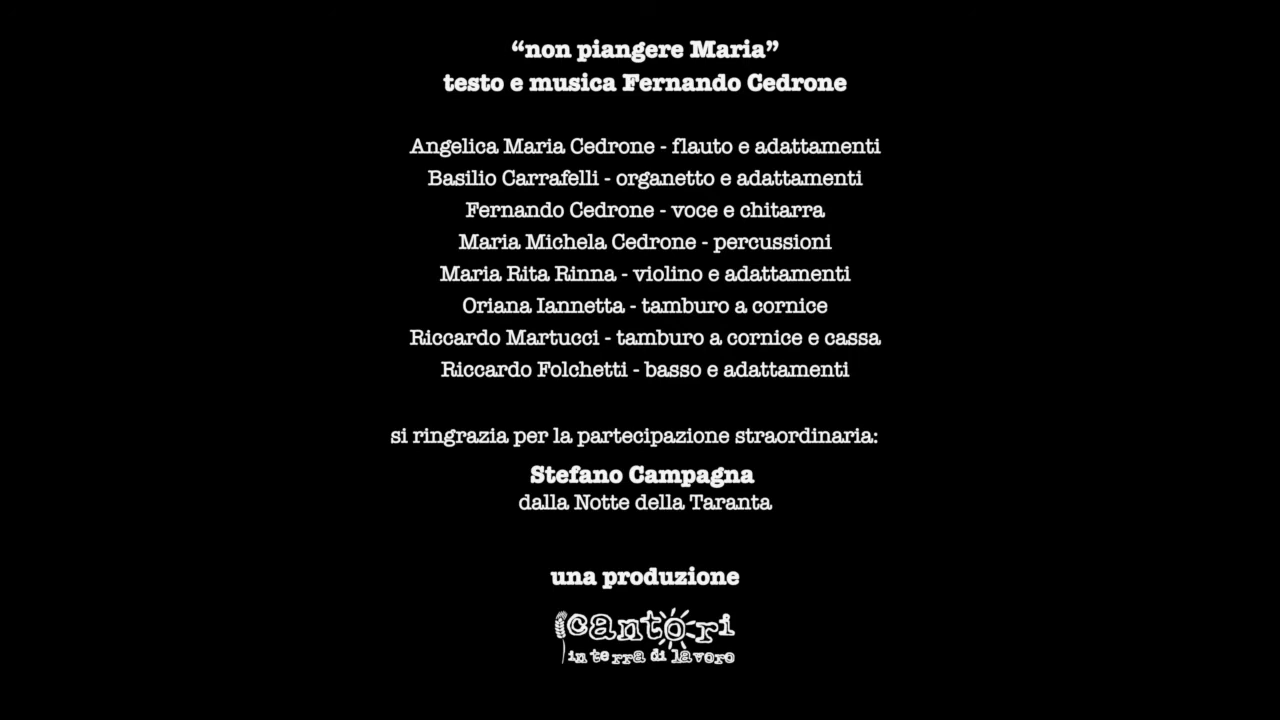 “non piangere Maria”
testo e musica Fernando Cedrone
Angelica Maria Cedrone - flauto e adattamenti
Basilio Carrafelli - organetto e adattamenti
Fernando Cedrone - voce e chitarra
Maria Michela Cedrone - percussioni
Maria Rita Rinna - violino e adattamenti
Oriana Iannetta - tamburo a cornice
Riccardo Martucci - tamburo a cornice e cassa
Riccardo Folchetti - basso e adattamenti
si ringrazia per la partecipazione straordinaria:
Stefano Campagna
dalla Notte della Taranta
una produzione
cantori
in terra di lavoro